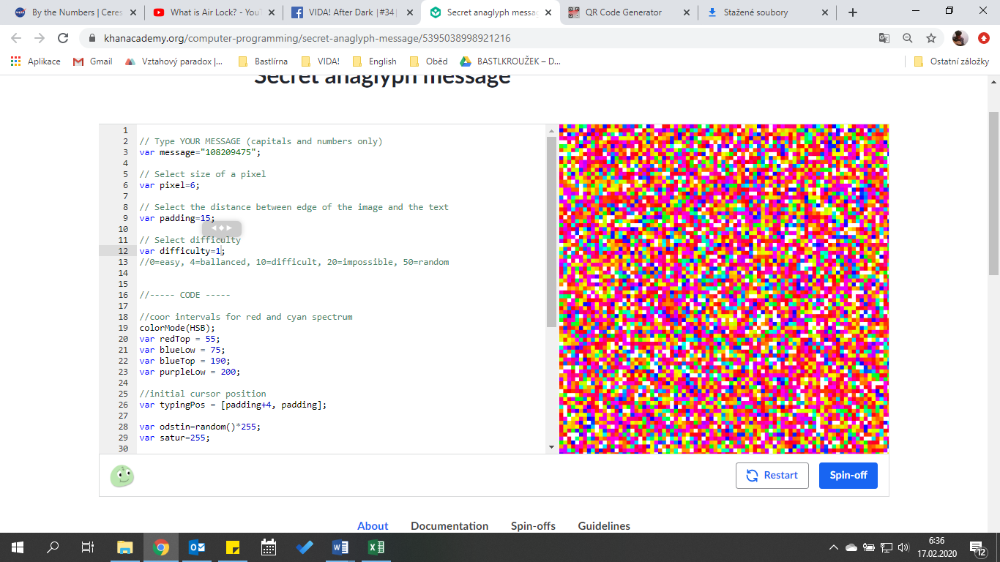 By the Numbers | Ceres
What is Air Lock? - You
VIDA! After Dark | #34 |
Secret anaglyph messag
QR Code Generator
Stažené soubory
khanacademy.org/computer-programming/secret-anaglyph-message/5395038998921216
Aplikace
Gmail
Vztahový paradox |...
Bastlírna
VIDA!
English
Oběd
BASTLKROUŽEK – D...
Ostatní záložky
Secret anaglyph message
1
2 // Type YOUR MESSAGE (capitals and numbers only)
3 var message="108209475";
4
5 // Select size of a pixel
6 var pixel=6;
7
8 // Select the distance between edge of the image and the text
9 var padding=15;
10
11 // Select difficulty
12 var difficulty=1;
13 //0=easy, 4=ballanced, 10=difficult, 20=impossible, 50=random
14
15
16 //----- CODE -----
17
18 //coor intervals for red and cyan spectrum
19 colorMode(HSB);
20 var redTop = 55;
21 var blueLow = 75;
22 var blueTop = 190;
23 var purpleLow = 200;
24
25 //initial cursor position
26 var typingPos = [padding+4, padding];
27
28 var odstin=random()*255;
29 var satur=255;
30
Restart
Spin-off
About
Documentation
Spin-offs
Guidelines
6:36
17.02.2020
12